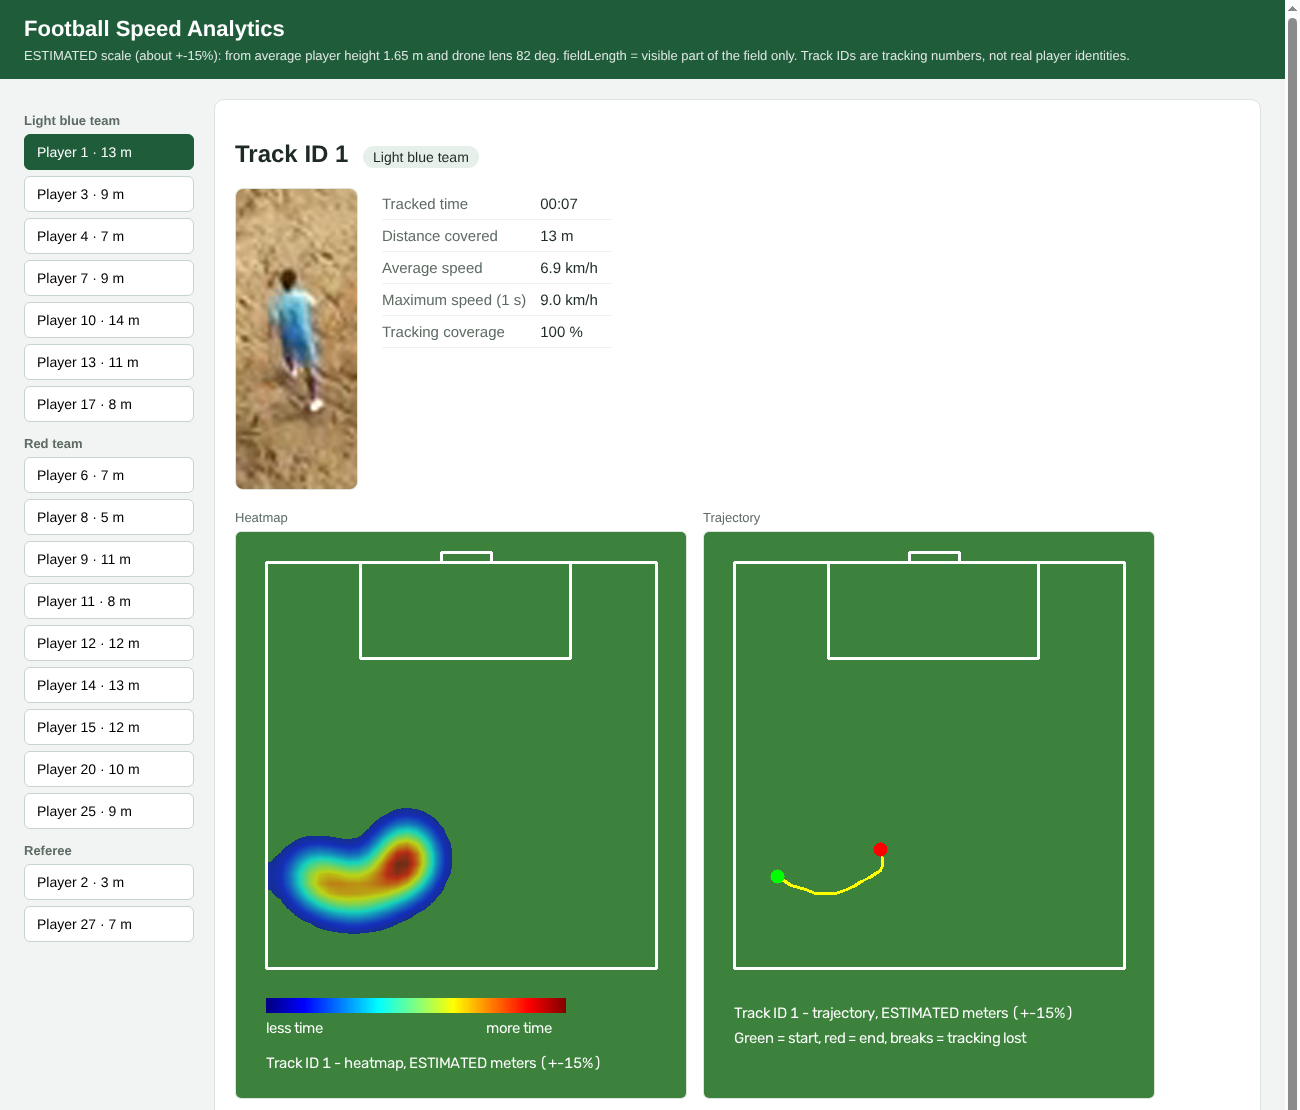 Football Speed Analytics
ESTIMATED scale (about +-15%): from average player height 1.65 m and drone lens 82 deg. fieldLength = visible part of the field only. Track IDs are tracking numbers, not real player identities.
Light blue team
Player 1 · 13 m
Player 3 · 9 m
Player 4 · 7 m
Player 7 · 9 m
Player 10 · 14 m
Player 13 · 11 m
Player 17 · 8 m
Red team
Player 6 · 7 m
Player 8 · 5 m
Player 9 · 11 m
Player 11 · 8 m
Player 12 · 12 m
Player 14 · 13 m
Player 15 · 12 m
Player 20 · 10 m
Player 25 · 9 m
Referee
Player 2 · 3 m
Player 27 · 7 m
Track ID 1 Light blue team
Tracked time 00:07
Distance covered 13 m
Average speed 6.9 km/h
Maximum speed (1 s) 9.0 km/h
Tracking coverage 100 %
Heatmap
less time more time
Track ID 1 - heatmap, ESTIMATED meters (+-15%)
Trajectory
Track ID 1 - trajectory, ESTIMATED meters (+-15%)
Green = start, red = end, breaks = tracking lost